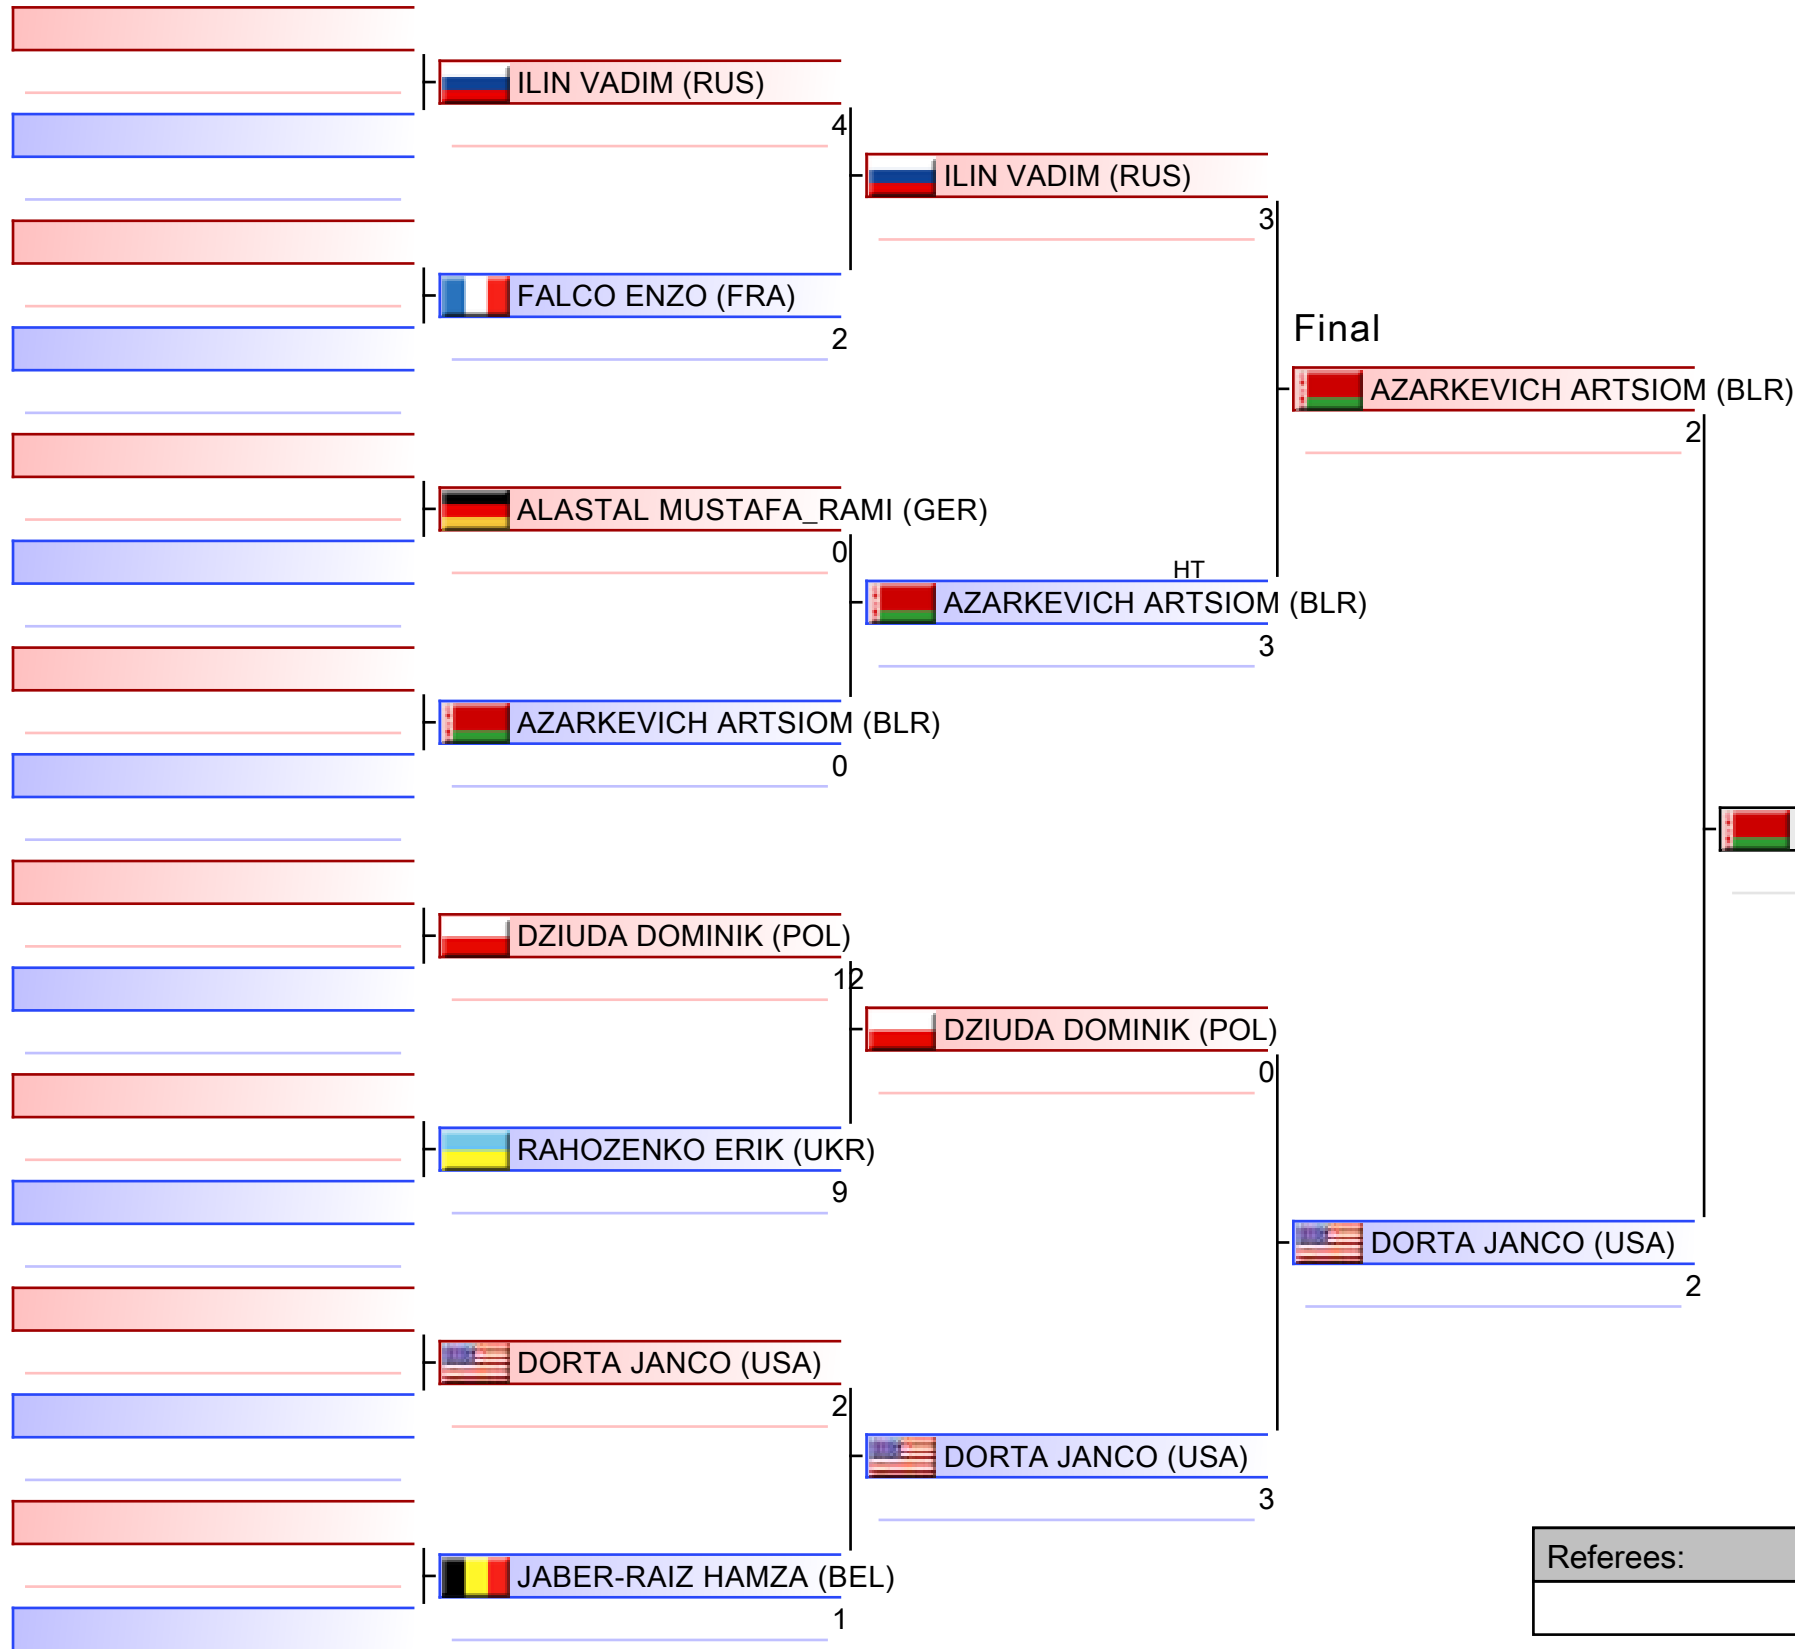 ILIN VADIM (RUS)
4
ILIN VADIM (RUS)
3
FALCO ENZO (FRA)
2
Final
AZARKEVICH ARTSIOM (BLR)
2
ALASTAL MUSTAFA_RAMI (GER)
0
HT
AZARKEVICH ARTSIOM (BLR)
3
AZARKEVICH ARTSIOM (BLR)
0
DZIUDA DOMINIK (POL)
12
DZIUDA DOMINIK (POL)
0
RAHOZENKO ERIK (UKR)
9
DORTA JANCO (USA)
2
DORTA JANCO (USA)
2
DORTA JANCO (USA)
3
JABER-RAIZ HAMZA (BEL)
1
Referees: